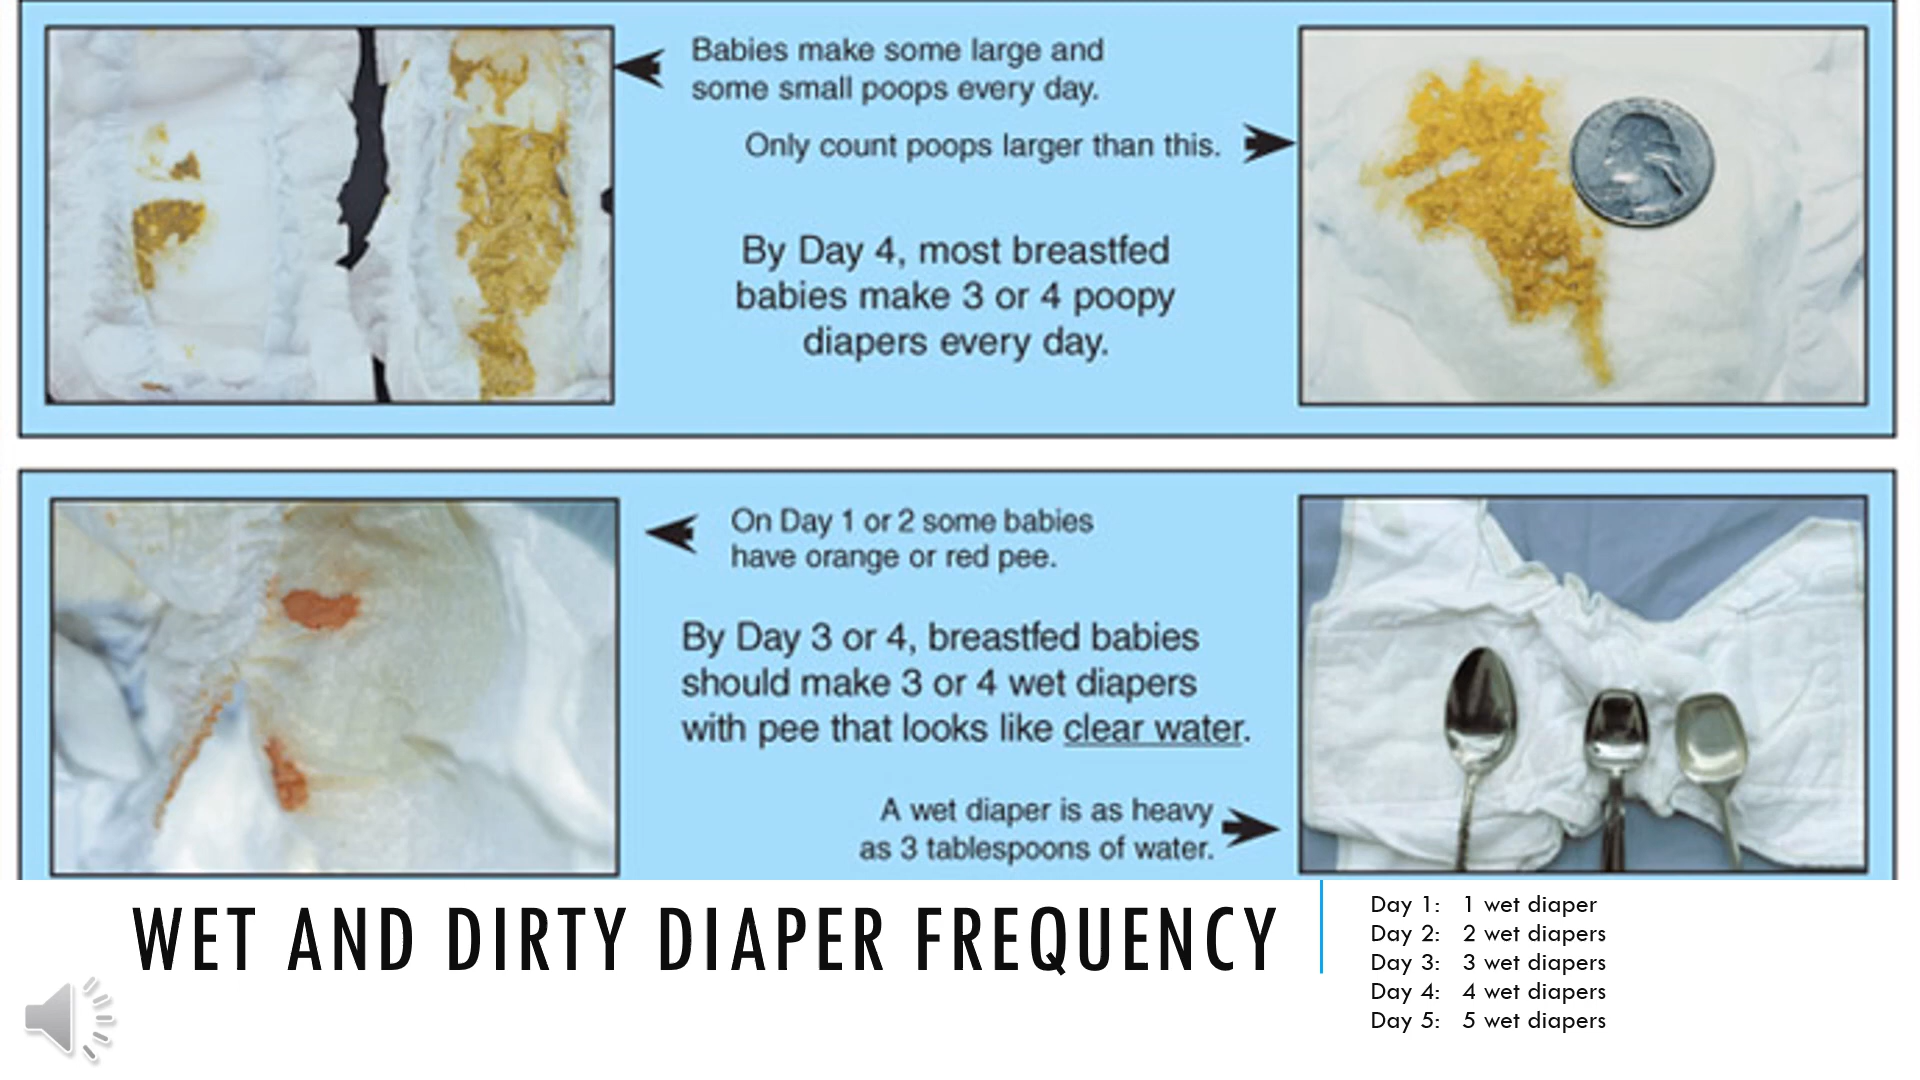 Babies make some large and
some small poops every day.
Only count poops larger than this.
By Day 4, most breastfed
babies make 3 or 4 poopy
diapers every day.
On Day 1 or 2 some babies
have orange or red pee.
By Day 3 or 4, breastfed babies
should make 3 or 4 wet diapers
with pee that looks like clear water.
A wet diaper is as heavy
as 3 tablespoons of water.
WET AND DIRTY DIAPER FREQUENCY
Day 1: 1 wet diaper
Day 2: 2 wet diapers
Day 3: 3 wet diapers
Day 4: 4 wet diapers
Day 5: 5 wet diapers